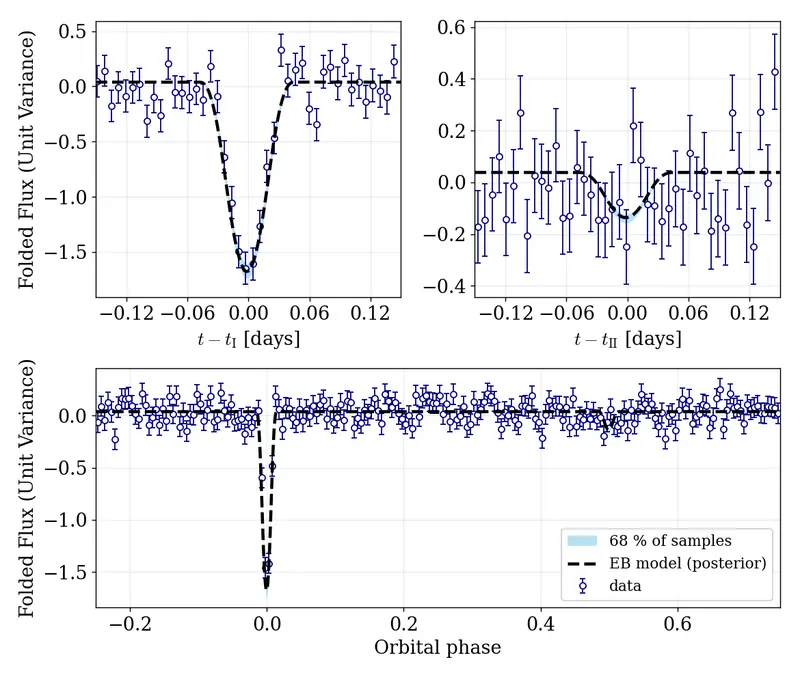 Folded Flux (Unit Variance)
0.5
0.0
−0.5
−1.0
−1.5
−0.12 −0.06 0.00 0.06 0.12
t − t_I [days]
0.6
0.4
0.2
0.0
−0.2
−0.4
−0.12 −0.06 0.00 0.06 0.12
t − t_II [days]
Folded Flux (Unit Variance)
0.0
−0.5
−1.0
−1.5
−0.2 0.0 0.2 0.4 0.6
Orbital phase
68 % of samples
EB model (posterior)
data